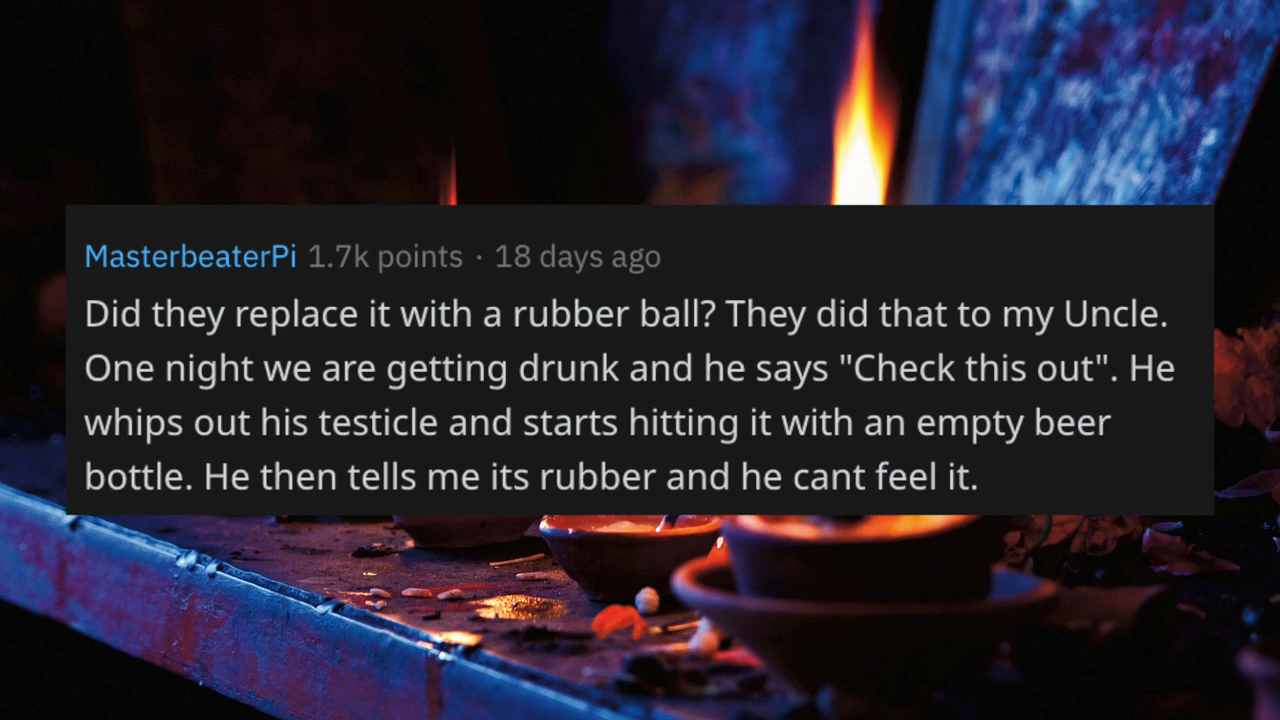 MasterbeaterPi 1.7k points · 18 days ago
Did they replace it with a rubber ball? They did that to my Uncle.
One night we are getting drunk and he says "Check this out". He
whips out his testicle and starts hitting it with an empty beer
bottle. He then tells me its rubber and he cant feel it.